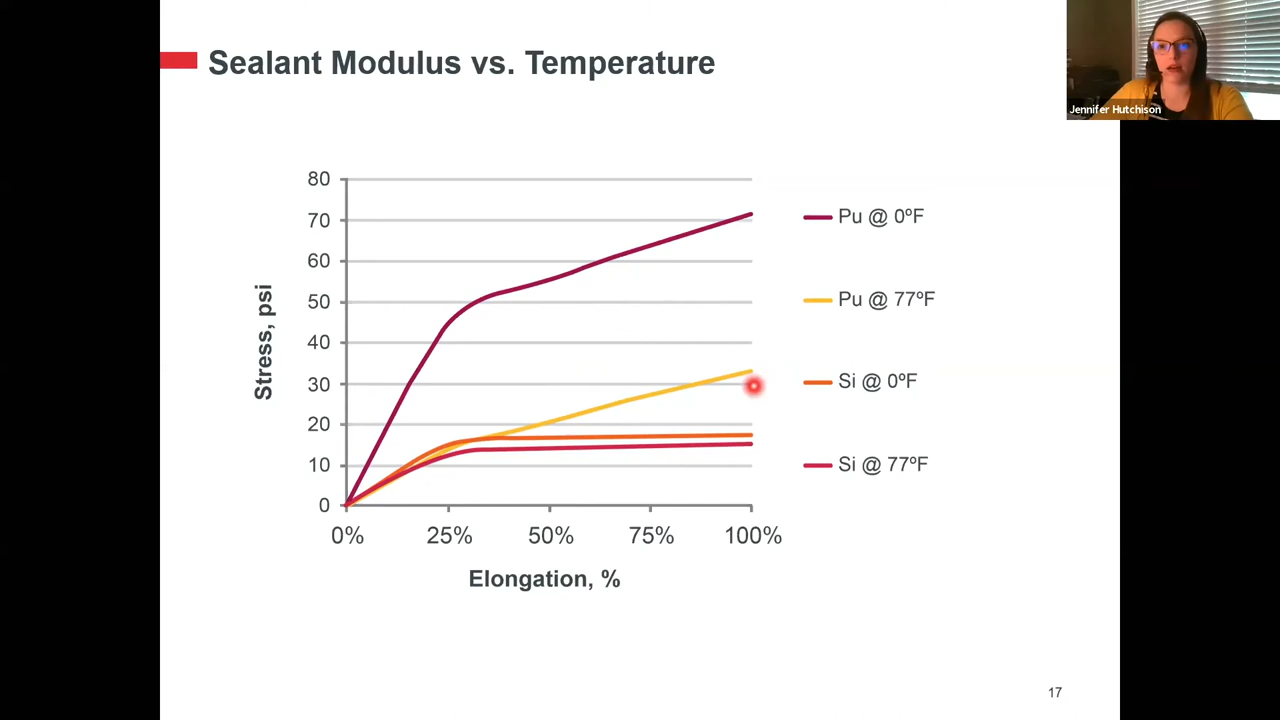 Sealant Modulus vs. Temperature
Jennifer Hutchison
80
70
60
50
40
30
20
10
0
Stress, psi
0% 25% 50% 75% 100%
Elongation, %
Pu @ 0ºF
Pu @ 77ºF
Si @ 0ºF
Si @ 77ºF
17